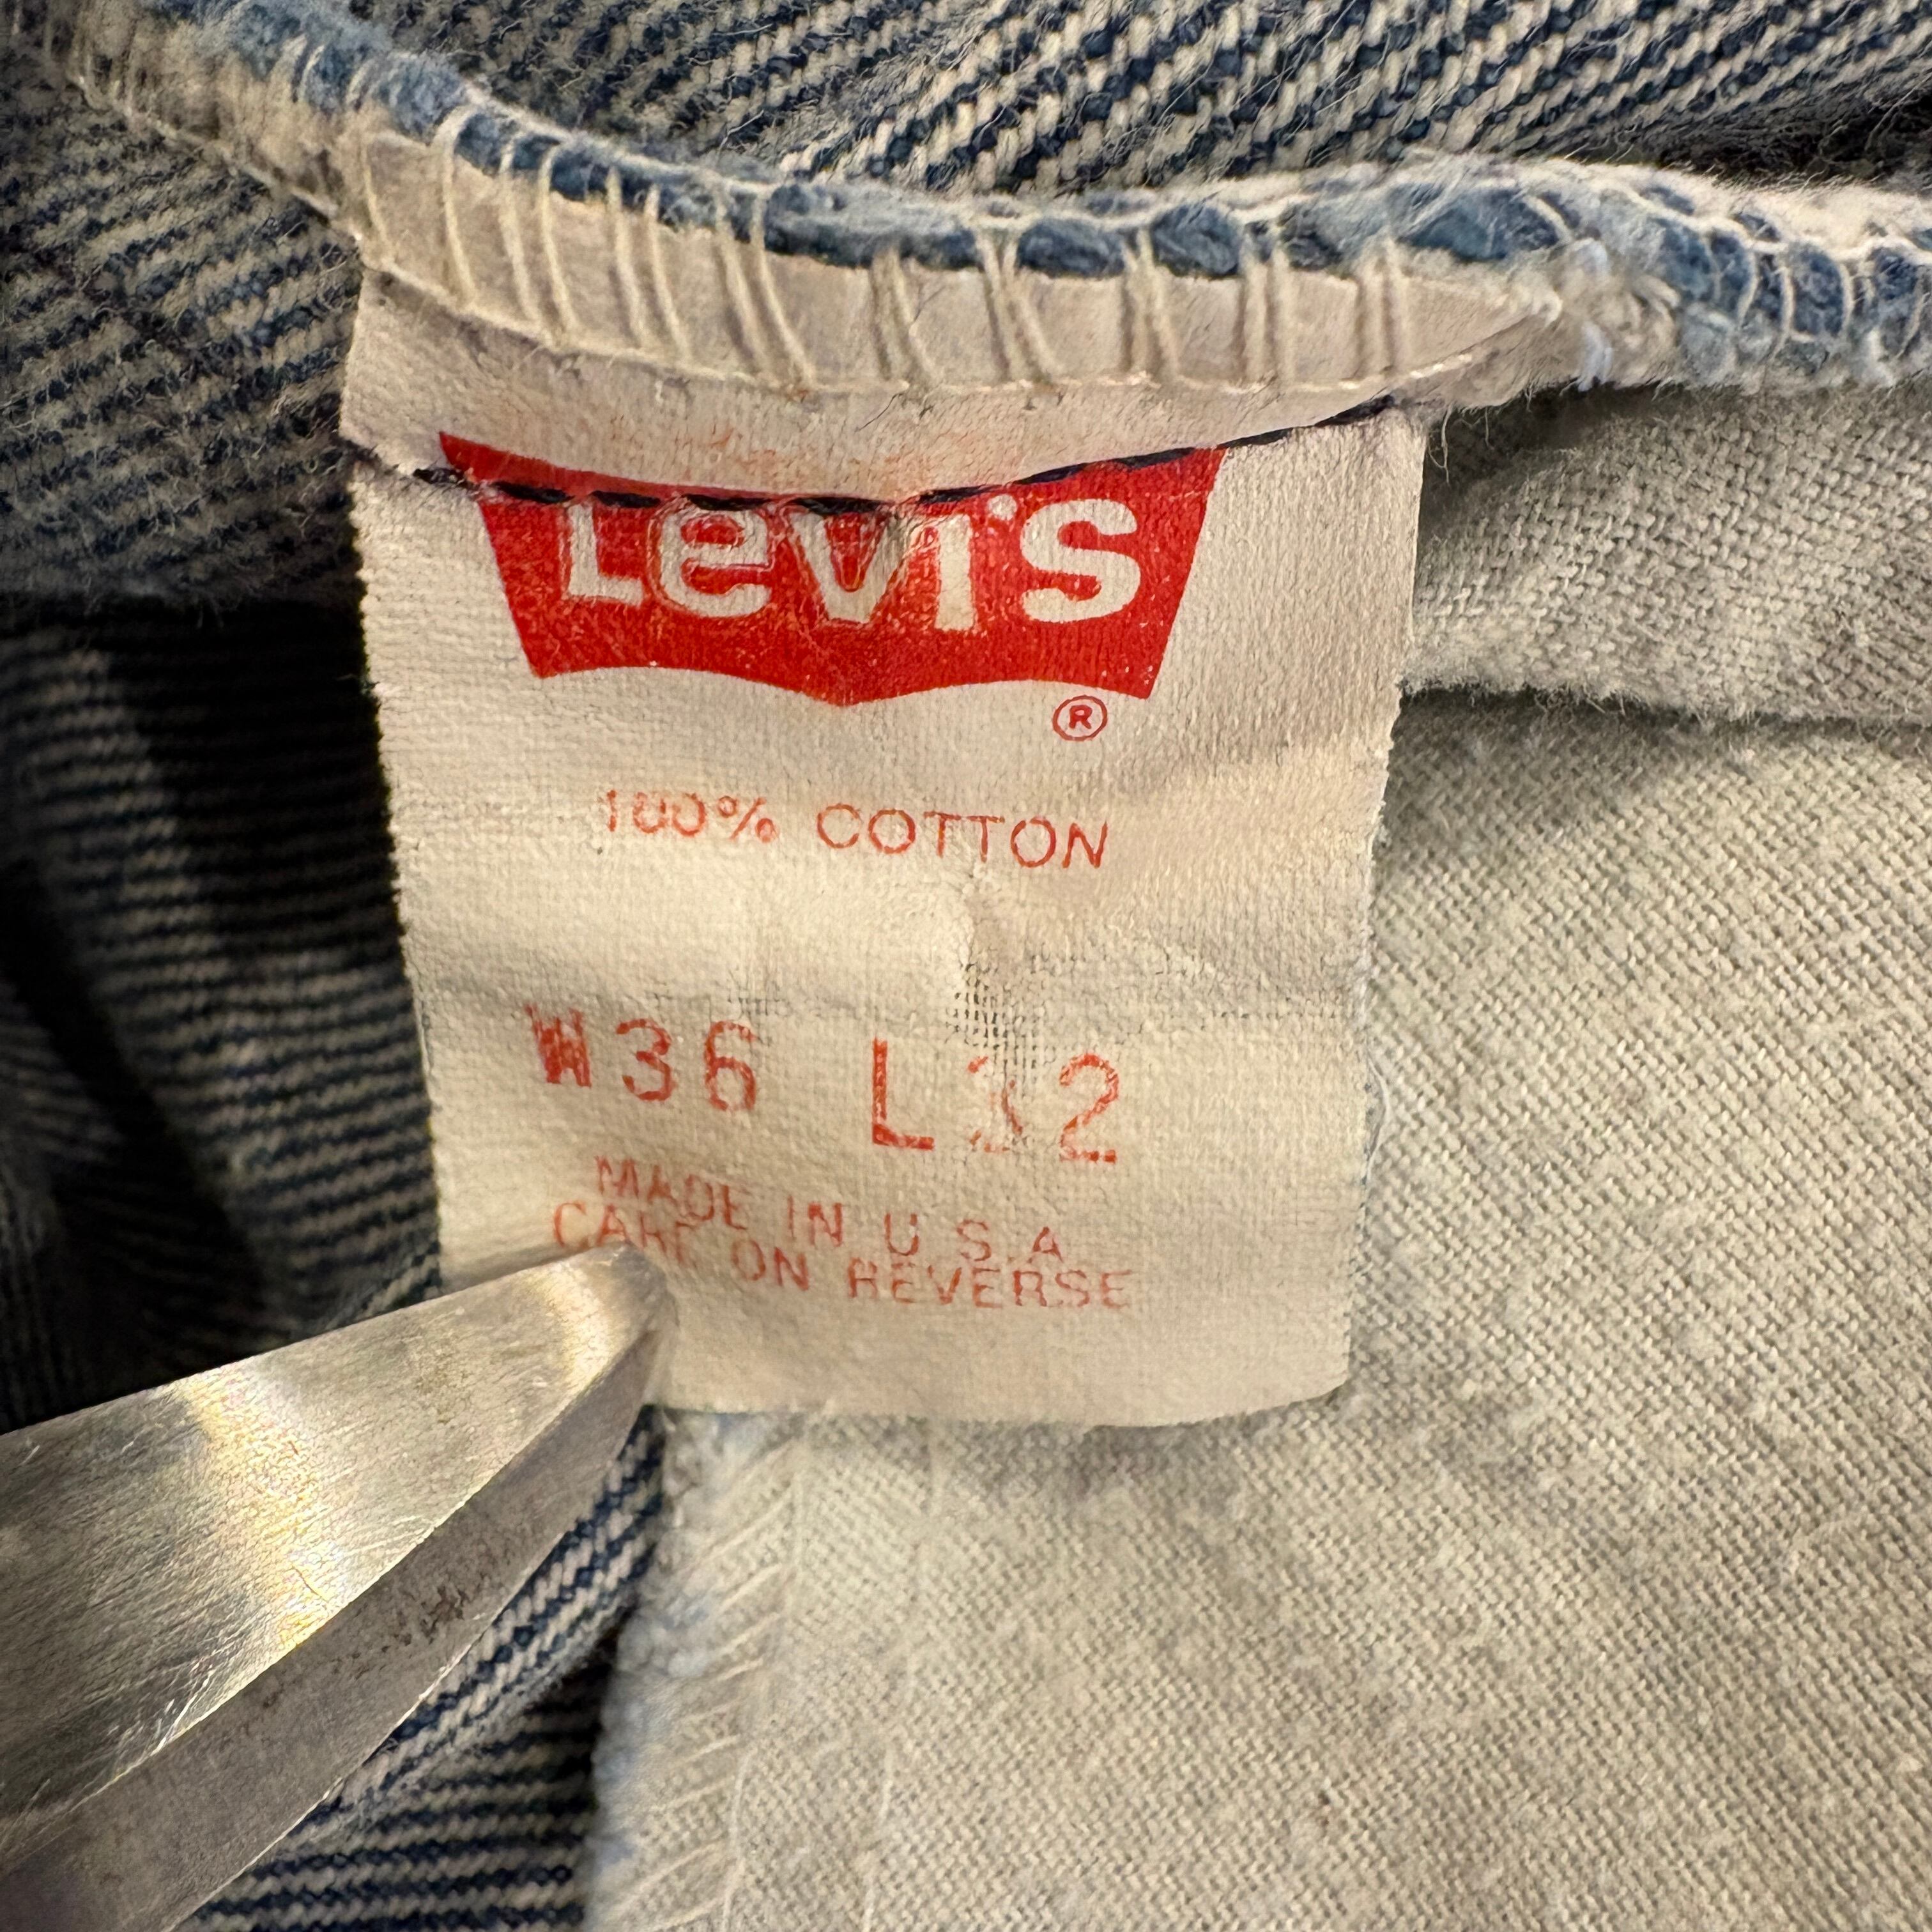 Levi's
®
100% COTTON
W36 L32
MADE IN U.S.A.
CARE ON REVERSE